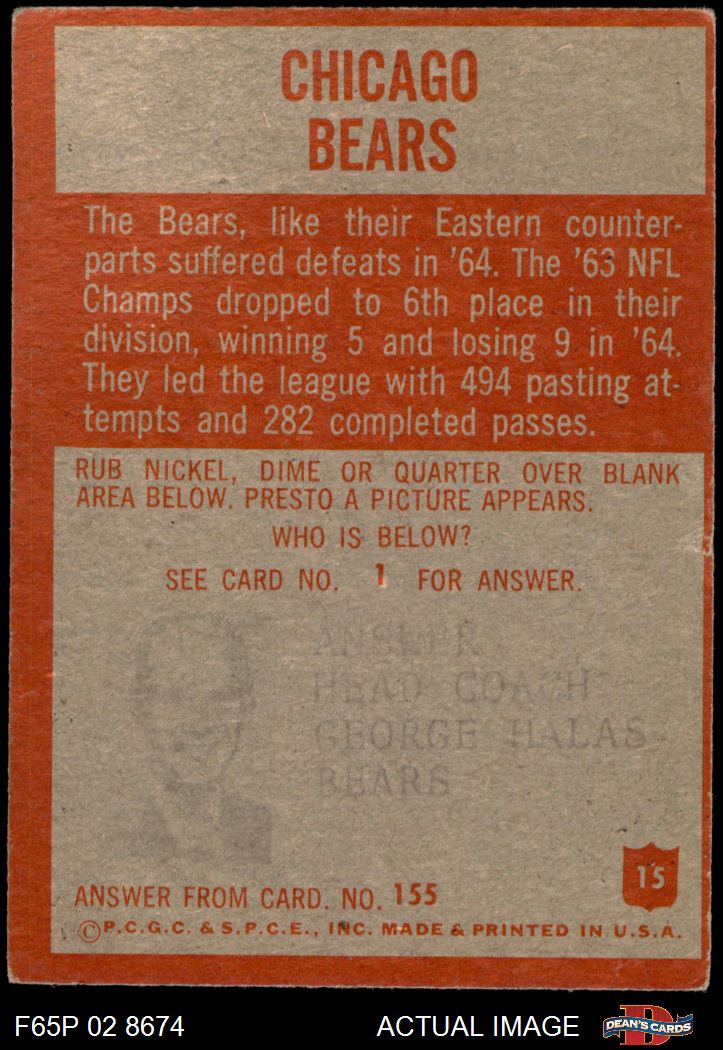 CHICAGO
BEARS
The Bears, like their Eastern counter-
parts suffered defeats in '64. The '63 NFL
Champs dropped to 6th place in their
division, winning 5 and losing 9 in '64.
They led the league with 494 pasting at-
tempts and 282 completed passes.
RUB NICKEL, DIME OR QUARTER OVER BLANK
AREA BELOW. PRESTO A PICTURE APPEARS.
WHO IS BELOW?
SEE CARD NO. 1 FOR ANSWER.
ANSWER
HEAD COACH
GEORGE HALAS-
BEARS
15
ANSWER FROM CARD. NO. 155
©P.C.G.C. & S.P.C.E., INC. MADE & PRINTED IN U.S.A.
F65P 02 8674 ACTUAL IMAGE
DEAN'S CARDS